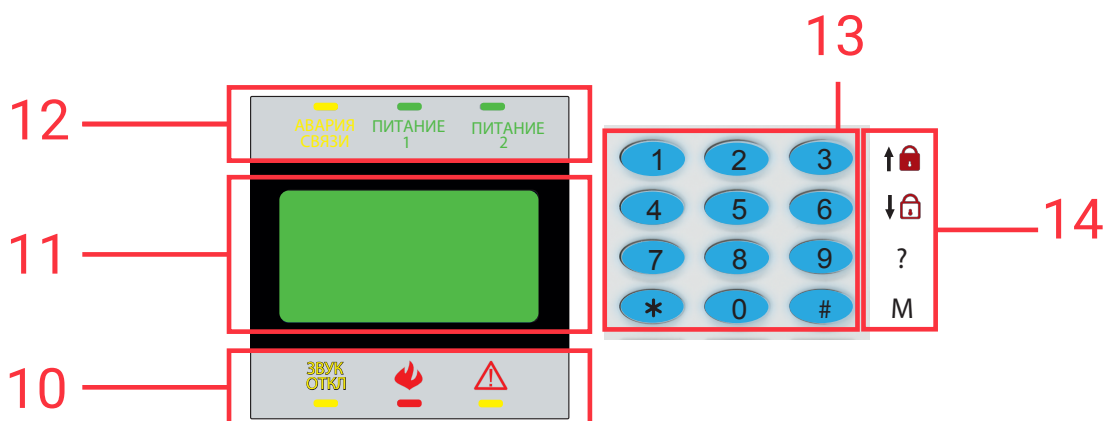 13
12
АВАРИЯ СВЯЗИ
ПИТАНИЕ 1
ПИТАНИЕ 2
1 2 3
4 5 6
7 8 9
* 0 #
?
M
14
11
10
ЗВУК ОТКЛ